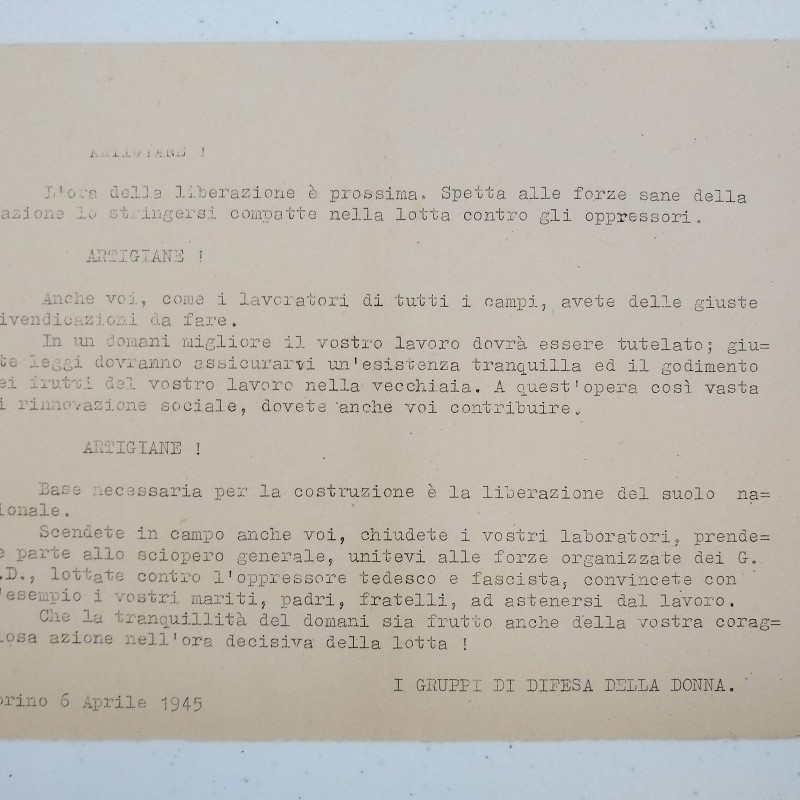 ARTIGIANE !
L'ora della liberazione è prossima. Spetta alle forze sane della
azione lo stringersi compatte nella lotta contro gli oppressori.
ARTIGIANE !
Anche voi, come i lavoratori di tutti i campi, avete delle giuste
ivendicazioni da fare.
In un domani migliore il vostro lavoro dovrà essere tutelato; giu=
te leggi dovranno assicurarvi un'esistenza tranquilla ed il godimento
ei frutti del vostro lavoro nella vecchiaia. A quest'opera così vasta
i rinnovazione sociale, dovete anche voi contribuire.
ARTIGIANE !
Base necessaria per la costruzione è la liberazione del suolo na=
ionale.
Scendete in campo anche voi, chiudete i vostri laboratori, prende=
e parte allo sciopero generale, unitevi alle forze organizzate dei G.
.D., lottate contro l'oppressore tedesco e fascista, convincete con
'esempio i vostri mariti, padri, fratelli, ad astenersi dal lavoro.
Che la tranquillità del domani sia frutto anche della vostra corag=
iosa azione nell'ora decisiva della lotta !
I GRUPPI DI DIFESA DELLA DONNA.
orino 6 Aprile 1945